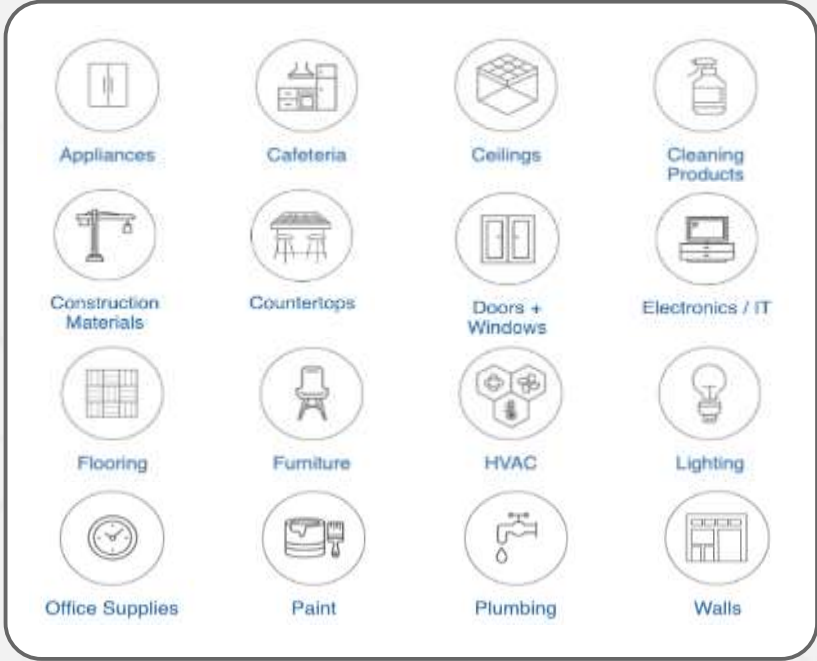 Appliances
Cafeteria
Ceilings
Cleaning
Products
Construction
Materials
Countertops
Doors +
Windows
Electronics / IT
Flooring
Furniture
HVAC
Lighting
Office Supplies
Paint
Plumbing
Walls